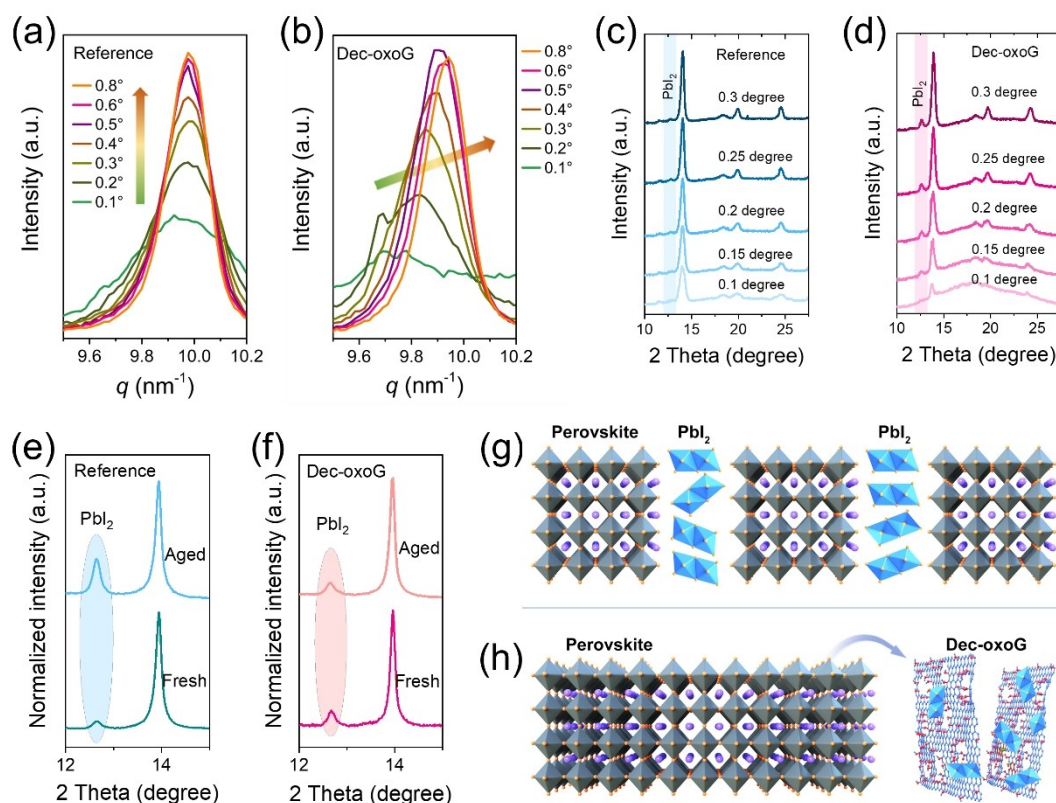 (a)
Reference
0.8°
0.6°
0.5°
0.4°
0.3°
0.2°
0.1°
Intensity (a.u.)
9.6 9.8 10.0 10.2
q (nm⁻¹)
(b)
Dec-oxoG
0.8°
0.6°
0.5°
0.4°
0.3°
0.2°
0.1°
Intensity (a.u.)
9.6 9.8 10.0 10.2
q (nm⁻¹)
(c)
Reference
PbI₂
0.3 degree
0.25 degree
0.2 degree
0.15 degree
0.1 degree
Intensity (a.u.)
10 15 20 25
2 Theta (degree)
(d)
Dec-oxoG
PbI₂
0.3 degree
0.25 degree
0.2 degree
0.15 degree
0.1 degree
Intensity (a.u.)
10 15 20 25
2 Theta (degree)
(e)
Reference
PbI₂
Aged
Fresh
Normalized intensity (a.u.)
12 14
2 Theta (degree)
(f)
Dec-oxoG
PbI₂
Aged
Fresh
Normalized intensity (a.u.)
12 14
2 Theta (degree)
(g)
Perovskite PbI₂ PbI₂
(h)
Perovskite Dec-oxoG